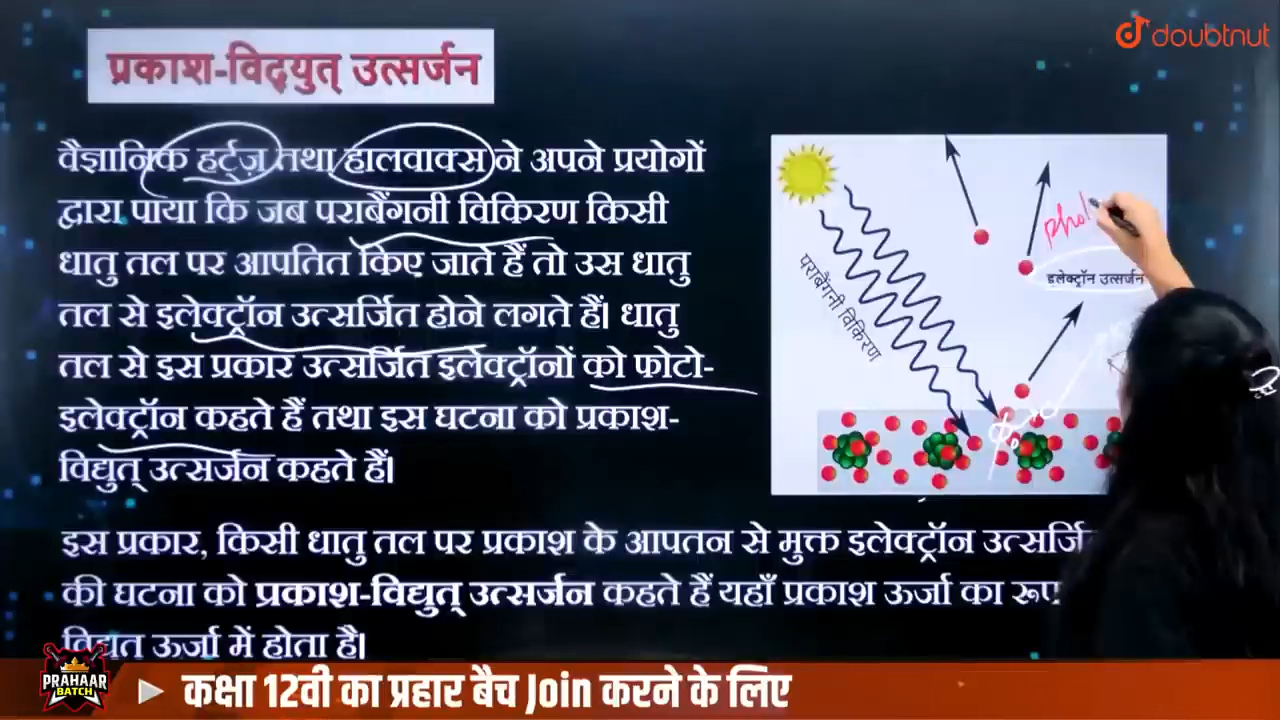 doubtnut
प्रकाश-विद्युत् उत्सर्जन
वैज्ञानिक हर्ट्ज़ तथा हालवाक्स ने अपने प्रयोगों
द्वारा पाया कि जब पराबैंगनी विकिरण किसी
धातु तल पर आपतित किए जाते हैं तो उस धातु
तल से इलेक्ट्रॉन उत्सर्जित होने लगते हैं। धातु
तल से इस प्रकार उत्सर्जित इलेक्ट्रॉनों को फोटो-
इलेक्ट्रॉन कहते हैं तथा इस घटना को प्रकाश-
विद्युत् उत्सर्जन कहते हैं।
पराबैंगनी विकिरण
इलेक्ट्रॉन उत्सर्जन
इस प्रकार, किसी धातु तल पर प्रकाश के आपतन से मुक्त इलेक्ट्रॉन
की घटना को प्रकाश-विद्युत् उत्सर्जन कहते हैं यहाँ प्रकाश ऊर्जा का
विद्युत ऊर्जा में होता है।
PRAHAAR
BATCH
कक्षा 12वी का प्रहार बैच Join करने के लिए